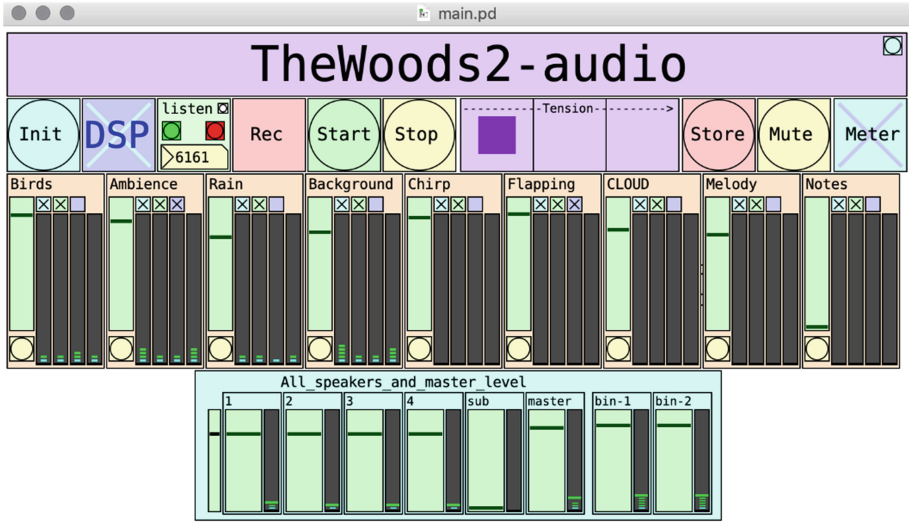 main.pd
TheWoods2-audio
Init
DSP
listen
6161
Rec
Start
Stop
----------Tension---------->
Store
Mute
Meter
Birds
Ambience
Rain
Background
Chirp
Flapping
CLOUD
Melody
Notes
All_speakers_and_master_level
1
2
3
4
sub
master
bin-1
bin-2